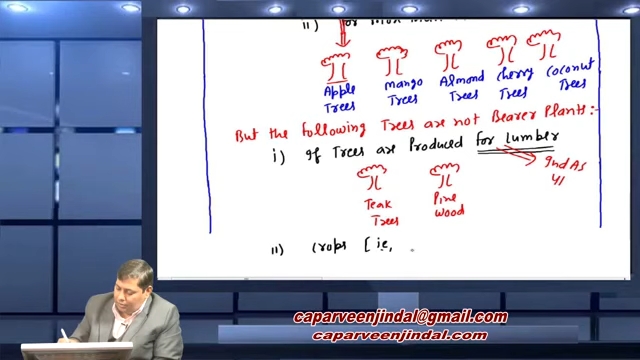 ii)
Apple Mango Almond Cherry Coconut
Trees Trees Trees Trees Trees
But the following Trees are not Bearer Plants:-
i) If Trees are Produced for Lumber
Ind AS
41
Teak Pine
Trees Wood
ii) Crops [ie,
caparveenjindal@gmail.com
caparveenjindal.com